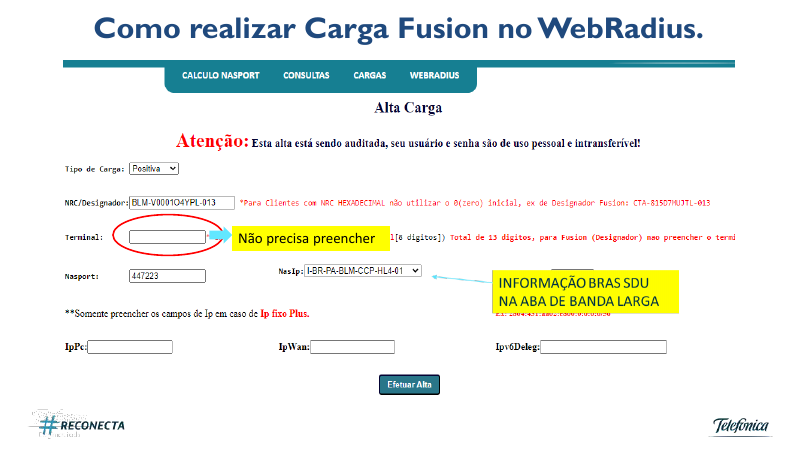 Como realizar Carga Fusion no WebRadius.
CALCULO NASPORT CONSULTAS CARGAS WEBRADIUS
Alta Carga
Atenção: Esta alta está sendo auditada, seu usuário e senha são de uso pessoal e intransferível!
Tipo de Carga: Positiva
NRC/Designador: BLM-V0001O4YPL-013 *Para Clientes com NRC HEXADECIMAL não utilizar o 0(zero) inicial, ex de Designador Fusion: CTA-815D7MUJTL-013
Terminal: Não precisa preencher l[6 digitos]) Total de 13 digitos, para Fusion (Designador) nao preencher o termi
Nasport: 447223 NasIp: I-BR-PA-BLM-CCP-HL4-01
INFORMAÇÃO BRAS SDU
NA ABA DE BANDA LARGA
**Somente preencher os campos de Ip em caso de Ip fixo Plus.
IpPc: IpWan: Ipv6Deleg:
Efetuar Alta
#RECONECTA
Telefónica